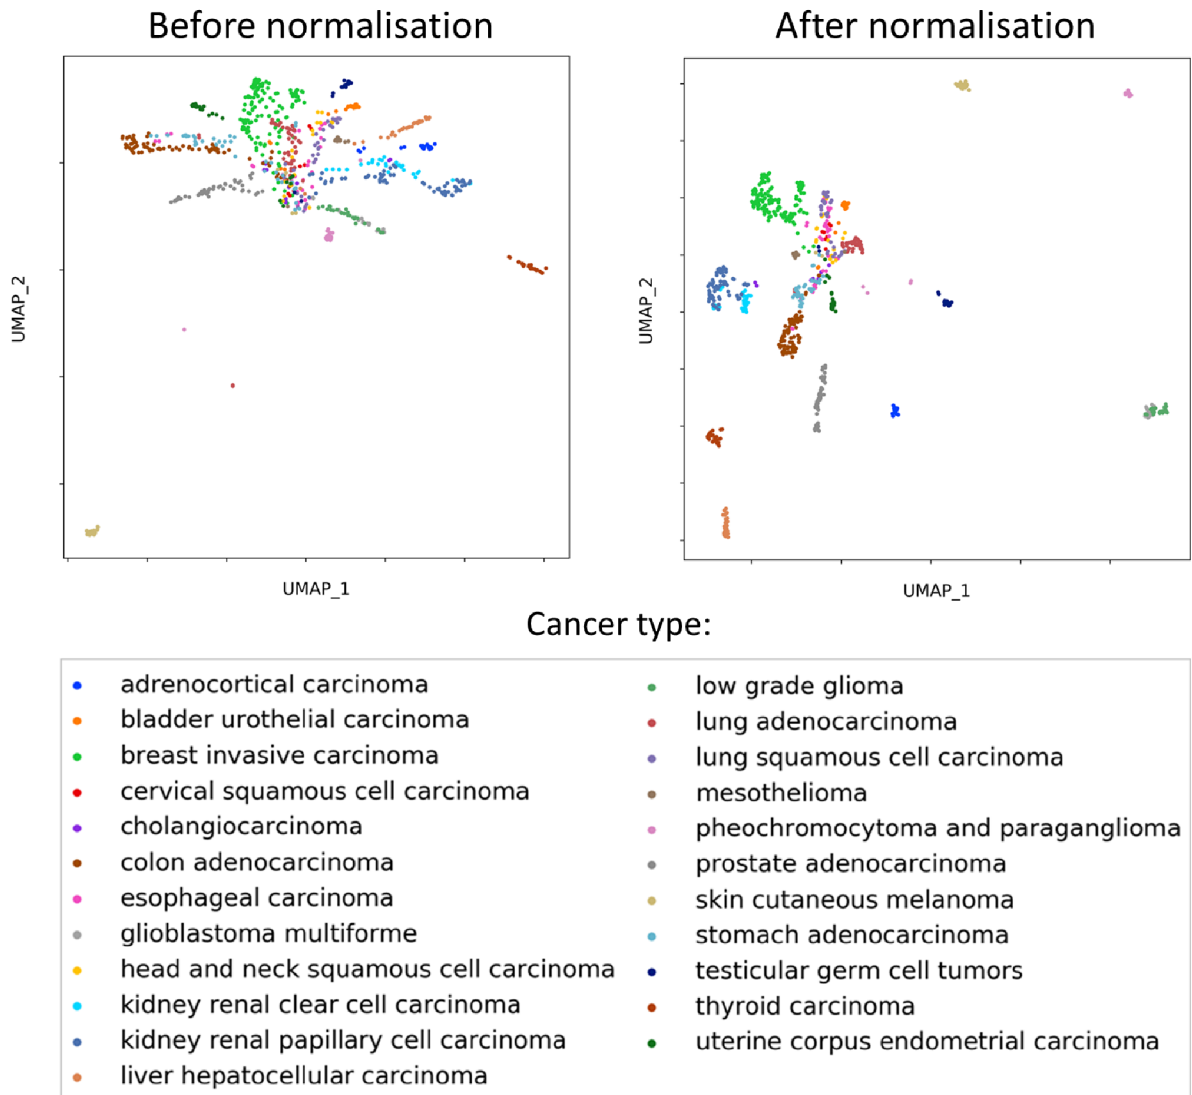 Before normalisation
After normalisation
UMAP_2
UMAP_2
UMAP_1
UMAP_1
Cancer type:
adrenocortical carcinoma
bladder urothelial carcinoma
breast invasive carcinoma
cervical squamous cell carcinoma
cholangiocarcinoma
colon adenocarcinoma
esophageal carcinoma
glioblastoma multiforme
head and neck squamous cell carcinoma
kidney renal clear cell carcinoma
kidney renal papillary cell carcinoma
liver hepatocellular carcinoma
low grade glioma
lung adenocarcinoma
lung squamous cell carcinoma
mesothelioma
pheochromocytoma and paraganglioma
prostate adenocarcinoma
skin cutaneous melanoma
stomach adenocarcinoma
testicular germ cell tumors
thyroid carcinoma
uterine corpus endometrial carcinoma